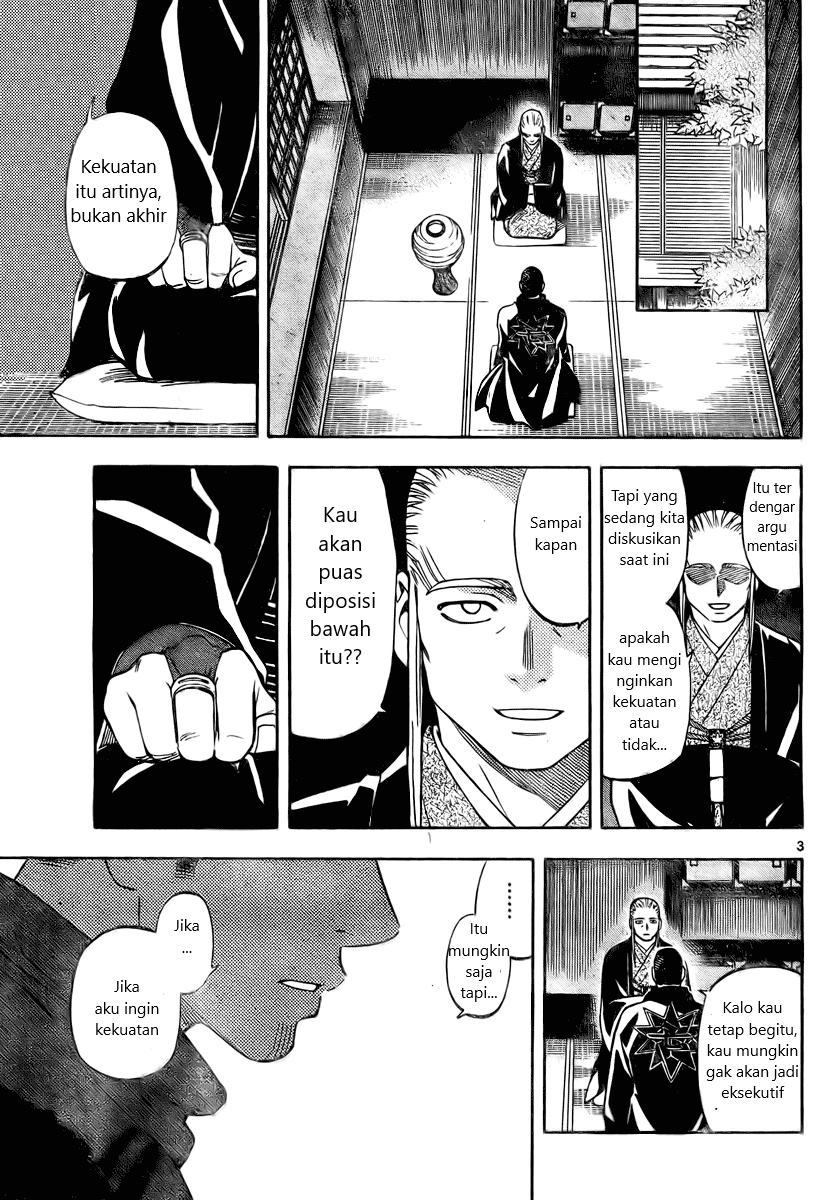 Kekuatan
itu artinya,
bukan akhir
Itu ter
dengar
argu
mentasi
Tapi yang
sedang kita
diskusikan
saat ini
apakah
kau mengi
nginkan
kekuatan
atau
tidak...
Sampai
kapan
Kau
akan
puas
diposisi
bawah
itu??
3
Kalo kau
tetap begitu,
kau mungkin
gak akan jadi
eksekutif
......
Itu
mungkin
saja
tapi...
Jika
...
Jika
aku ingin
kekuatan